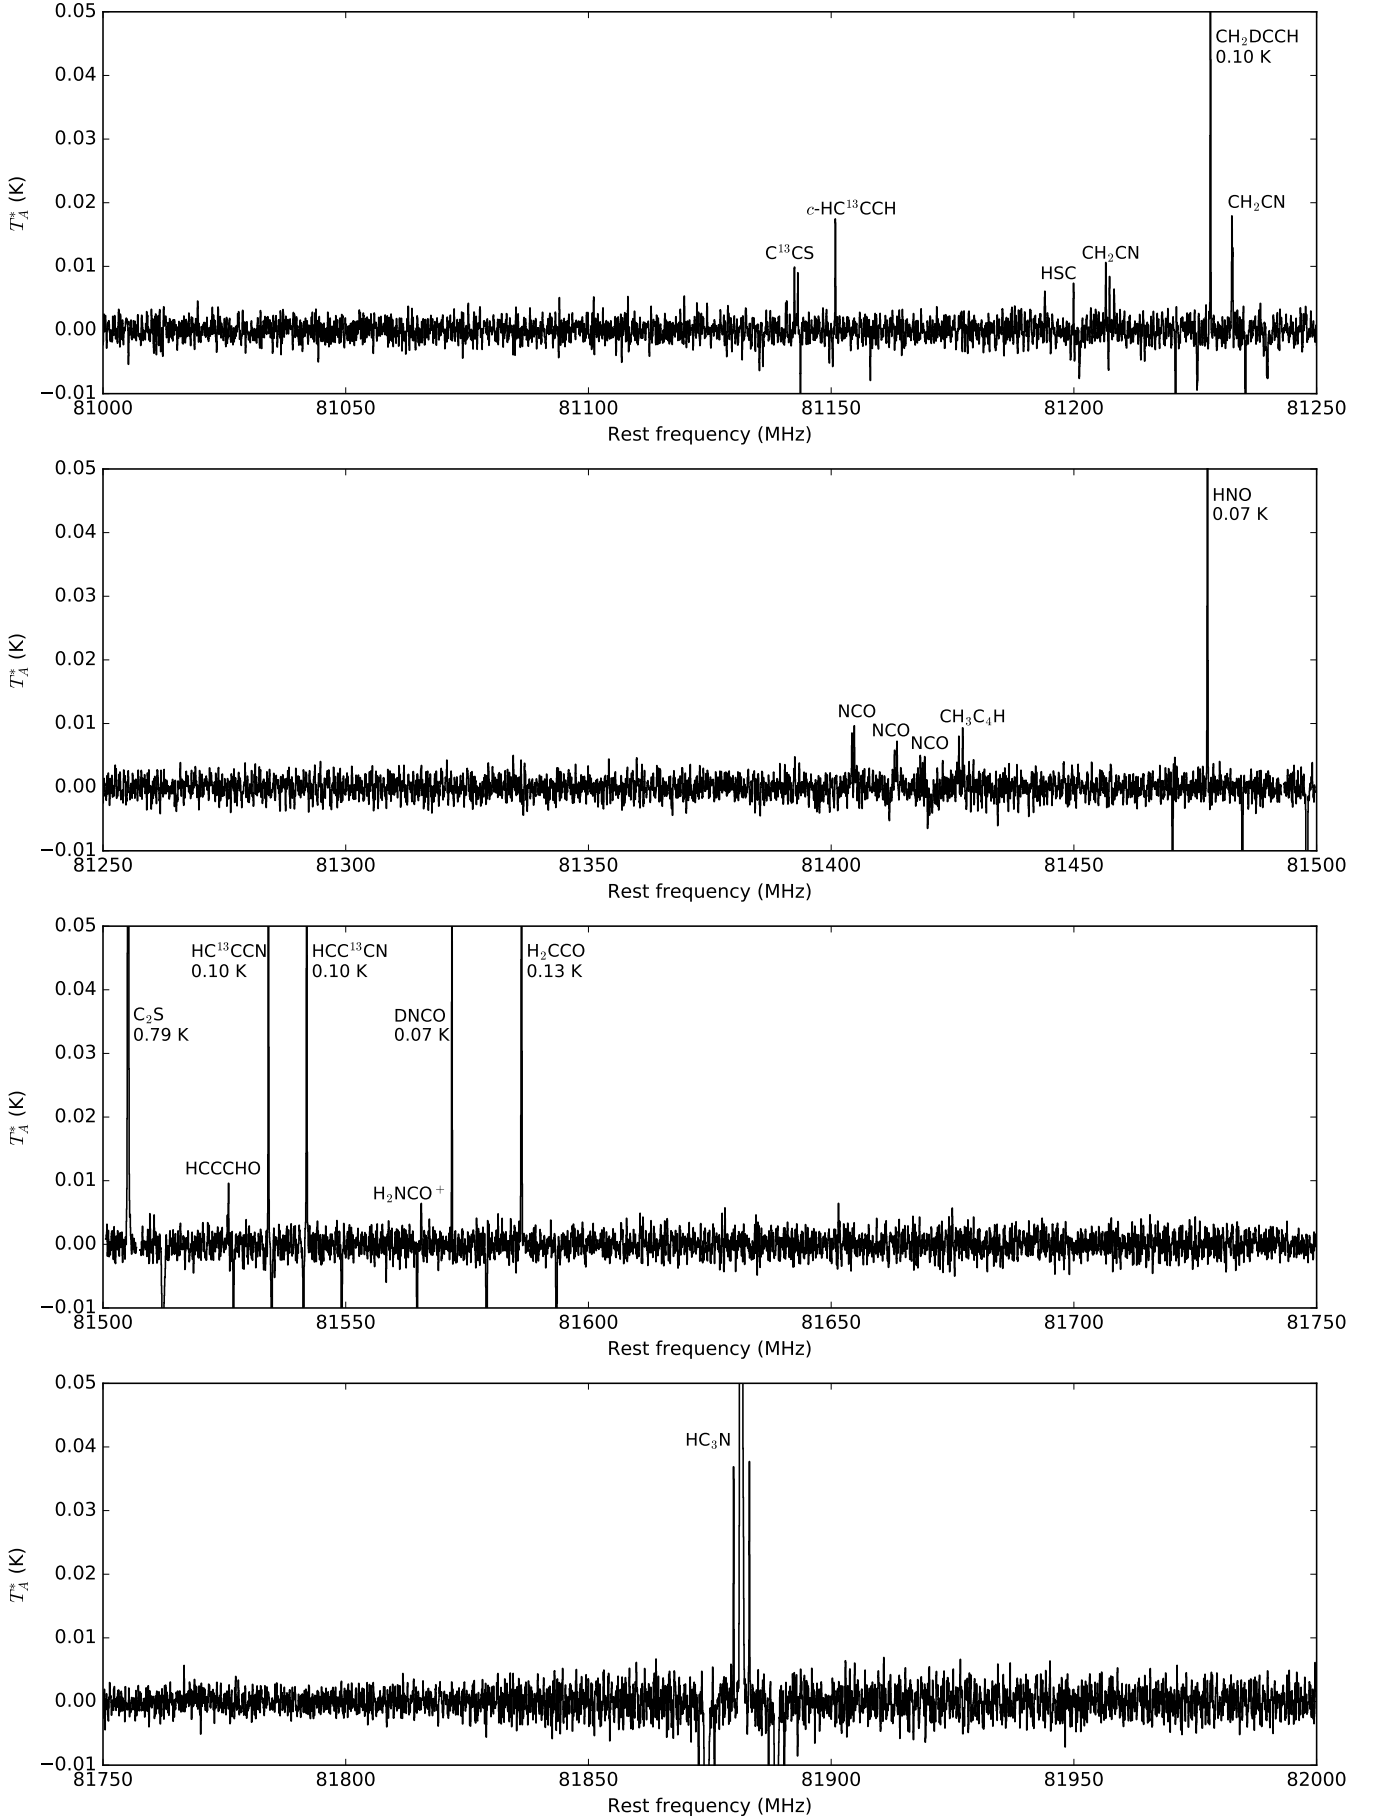 0.05
CH₂DCCH
0.10 K
0.04
0.03
T*A (K)
0.02
c-HC¹³CCH
CH₂CN
C¹³CS
CH₂CN
0.01
HSC
0.00
−0.01
81000 81050 81100 81150 81200 81250
Rest frequency (MHz)
0.05
HNO
0.07 K
0.04
0.03
T*A (K)
0.02
0.01
NCO
NCO
NCO
CH₃C₄H
0.00
−0.01
81250 81300 81350 81400 81450 81500
Rest frequency (MHz)
0.05
HC¹³CCN
0.10 K
HCC¹³CN
0.10 K
H₂CCO
0.13 K
0.04
C₂S
0.79 K
DNCO
0.07 K
0.03
T*A (K)
0.02
HCCCHO
0.01
H₂NCO⁺
0.00
−0.01
81500 81550 81600 81650 81700 81750
Rest frequency (MHz)
0.05
HC₃N
0.04
0.03
T*A (K)
0.02
0.01
0.00
−0.01
81750 81800 81850 81900 81950 82000
Rest frequency (MHz)